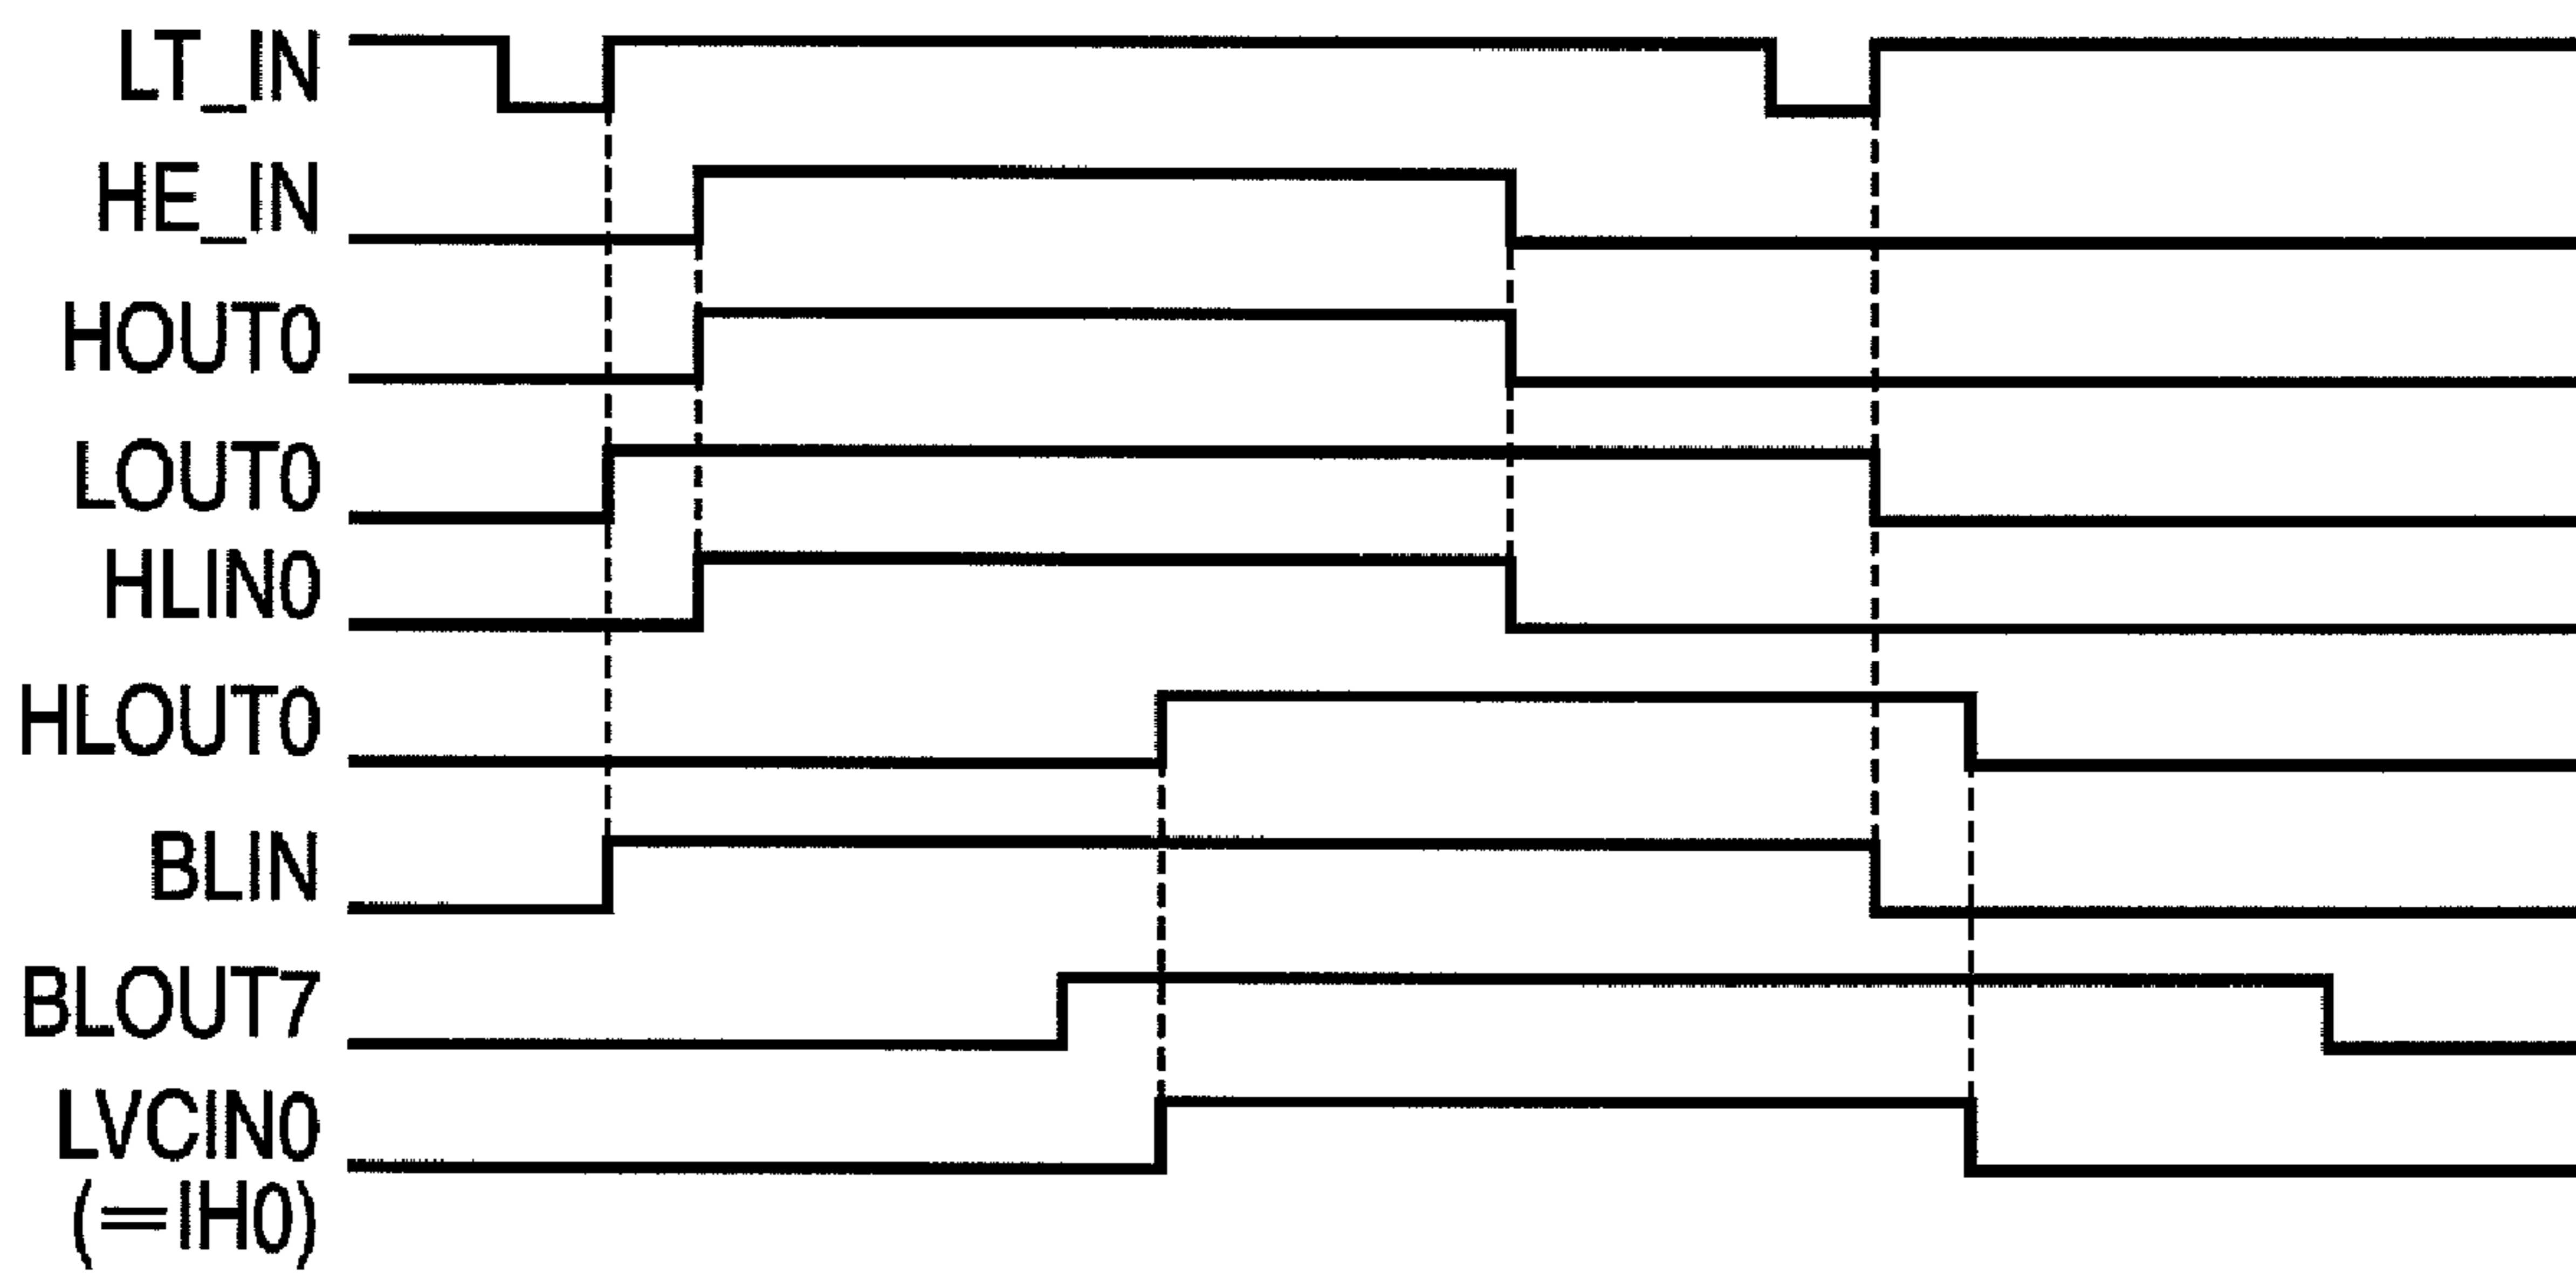 LT_IN
HE_IN
HOUT0
LOUT0
HLIN0
HLOUT0
BLIN
BLOUT7
LVCIN0
(=IH0)